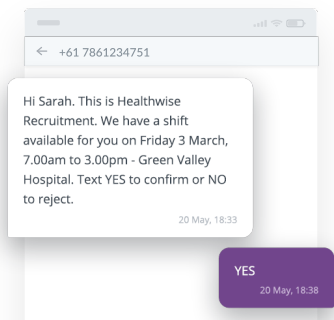 +61 7861234751
Hi Sarah. This is Healthwise
Recruitment. We have a shift
available for you on Friday 3 March,
7.00am to 3.00pm - Green Valley
Hospital. Text YES to confirm or NO
to reject.
20 May, 18:33
YES
20 May, 18:38